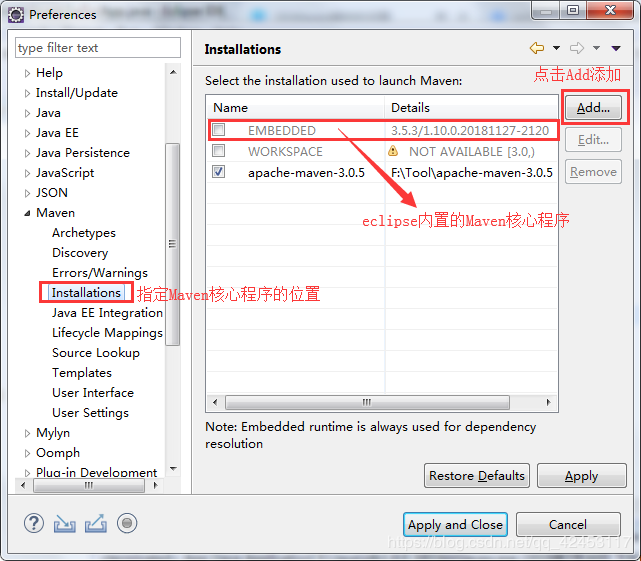 Preferences
type filter text
Installations
Select the installation used to launch Maven:
点击Add添加
Help
Install/Update
Java
Java EE
Java Persistence
JavaScript
JSON
Maven
Archetypes
Discovery
Errors/Warnings
Installations
指定Maven核心程序的位置
Java EE Integration
Lifecycle Mappings
Source Lookup
Templates
User Interface
User Settings
Mylyn
Oomph
Plug-in Development
Name Details
EMBEDDED 3.5.3/1.10.0.20181127-2120
WORKSPACE NOT AVAILABLE [3.0,)
apache-maven-3.0.5 F:\Tool\apache-maven-3.0.5
eclipse内置的Maven核心程序
Add...
Edit...
Remove
Note: Embedded runtime is always used for dependency
resolution
Restore Defaults
Apply
Apply and Close
Cancel
https://blog.csdn.net/qq_42453117